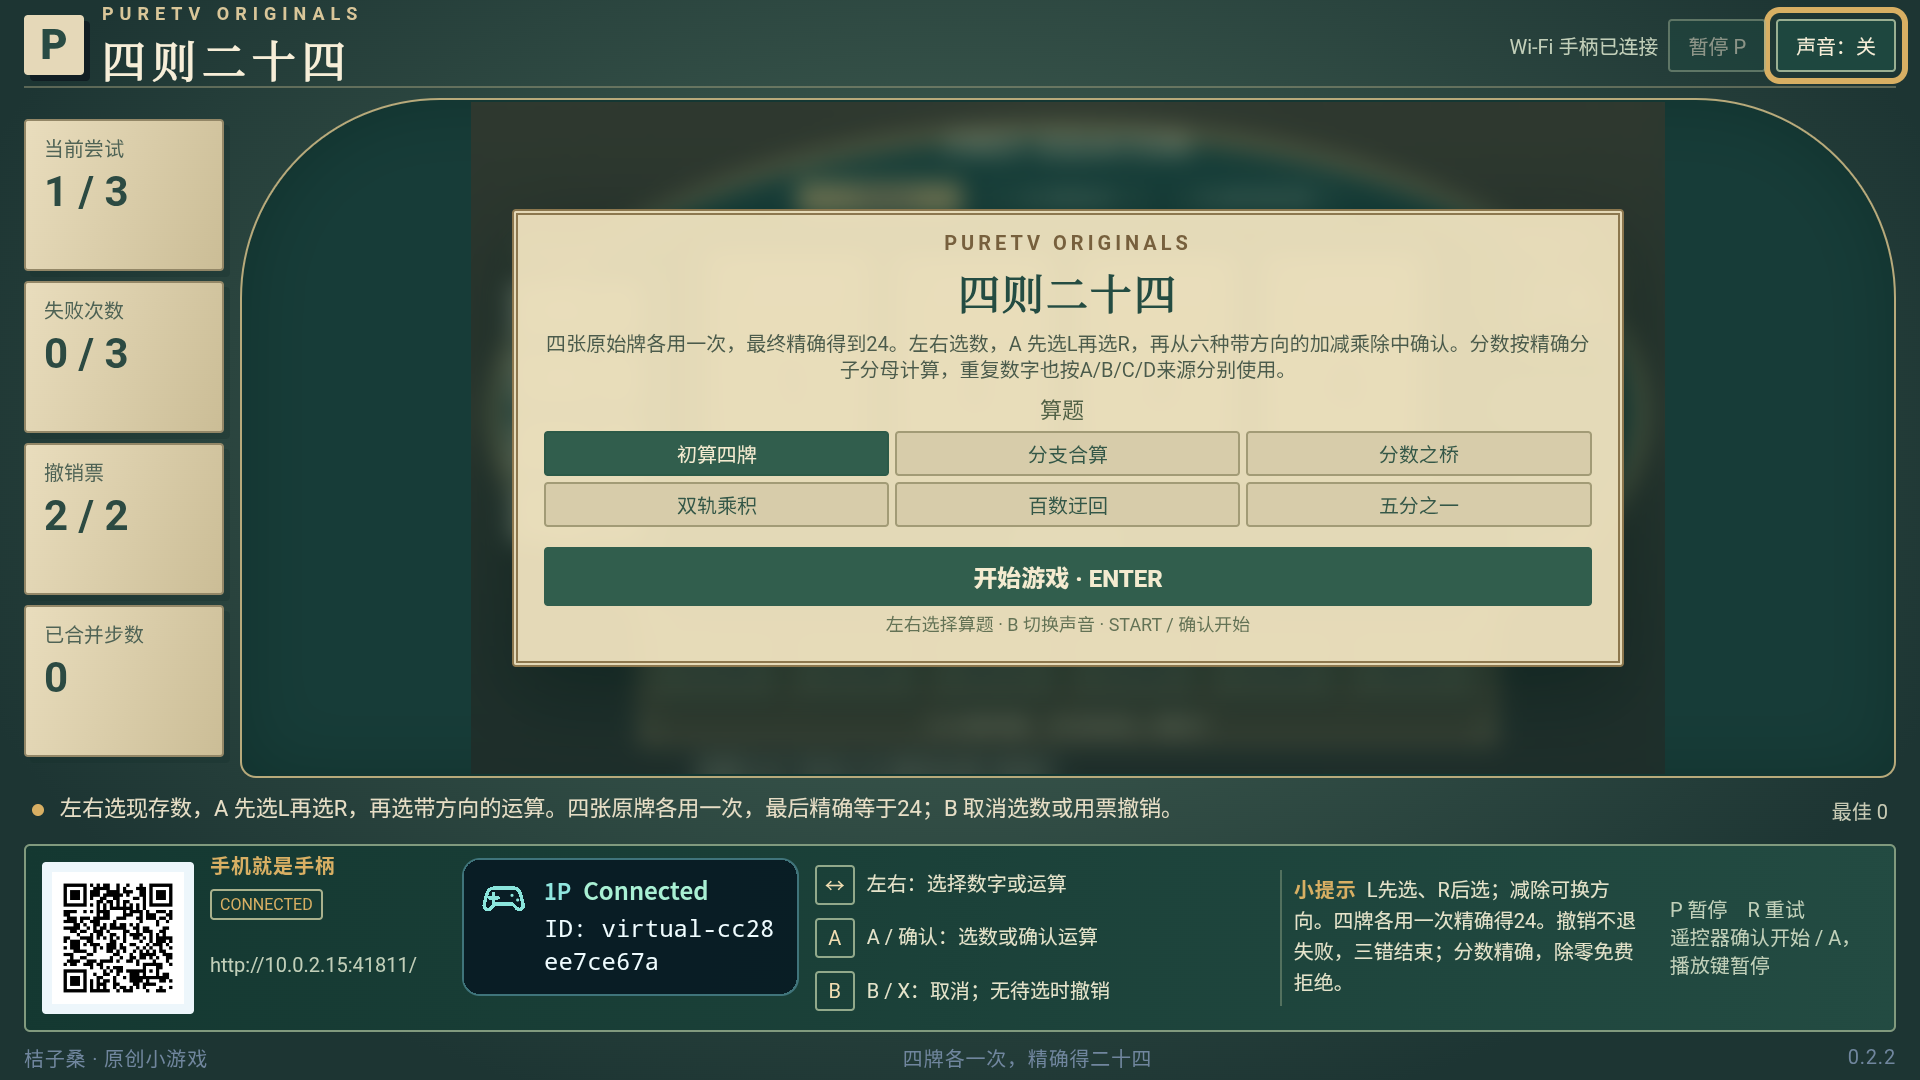 P
PURETV ORIGINALS
四则二十四
Wi-Fi 手柄已连接
暂停 P
声音：关
当前尝试
1 / 3
失败次数
0 / 3
撤销票
2 / 2
已合并步数
0
PURETV ORIGINALS
四则二十四
四张原始牌各用一次，最终精确得到24。左右选数，A 先选L再选R，再从六种带方向的加减乘除中确认。分数按精确分
子分母计算，重复数字也按A/B/C/D来源分别使用。
算题
初算四牌
分支合算
分数之桥
双轨乘积
百数迂回
五分之一
开始游戏 · ENTER
左右选择算题 · B 切换声音 · START / 确认开始
左右选现存数，A 先选L再选R，再选带方向的运算。四张原牌各用一次，最后精确等于24；B 取消选数或用票撤销。
最佳 0
手机就是手柄
CONNECTED
http://10.0.2.15:41811/
1P Connected
ID: virtual-cc28
ee7ce67a
↔ 左右：选择数字或运算
A A / 确认：选数或确认运算
B B / X：取消；无待选时撤销
小提示 L先选、R后选；减除可换方
向。四牌各用一次精确得24。撤销不退
失败，三错结束；分数精确，除零免费
拒绝。
P 暂停 R 重试
遥控器确认开始 / A，
播放键暂停
桔子桑 · 原创小游戏
四牌各一次，精确得二十四
0.2.2